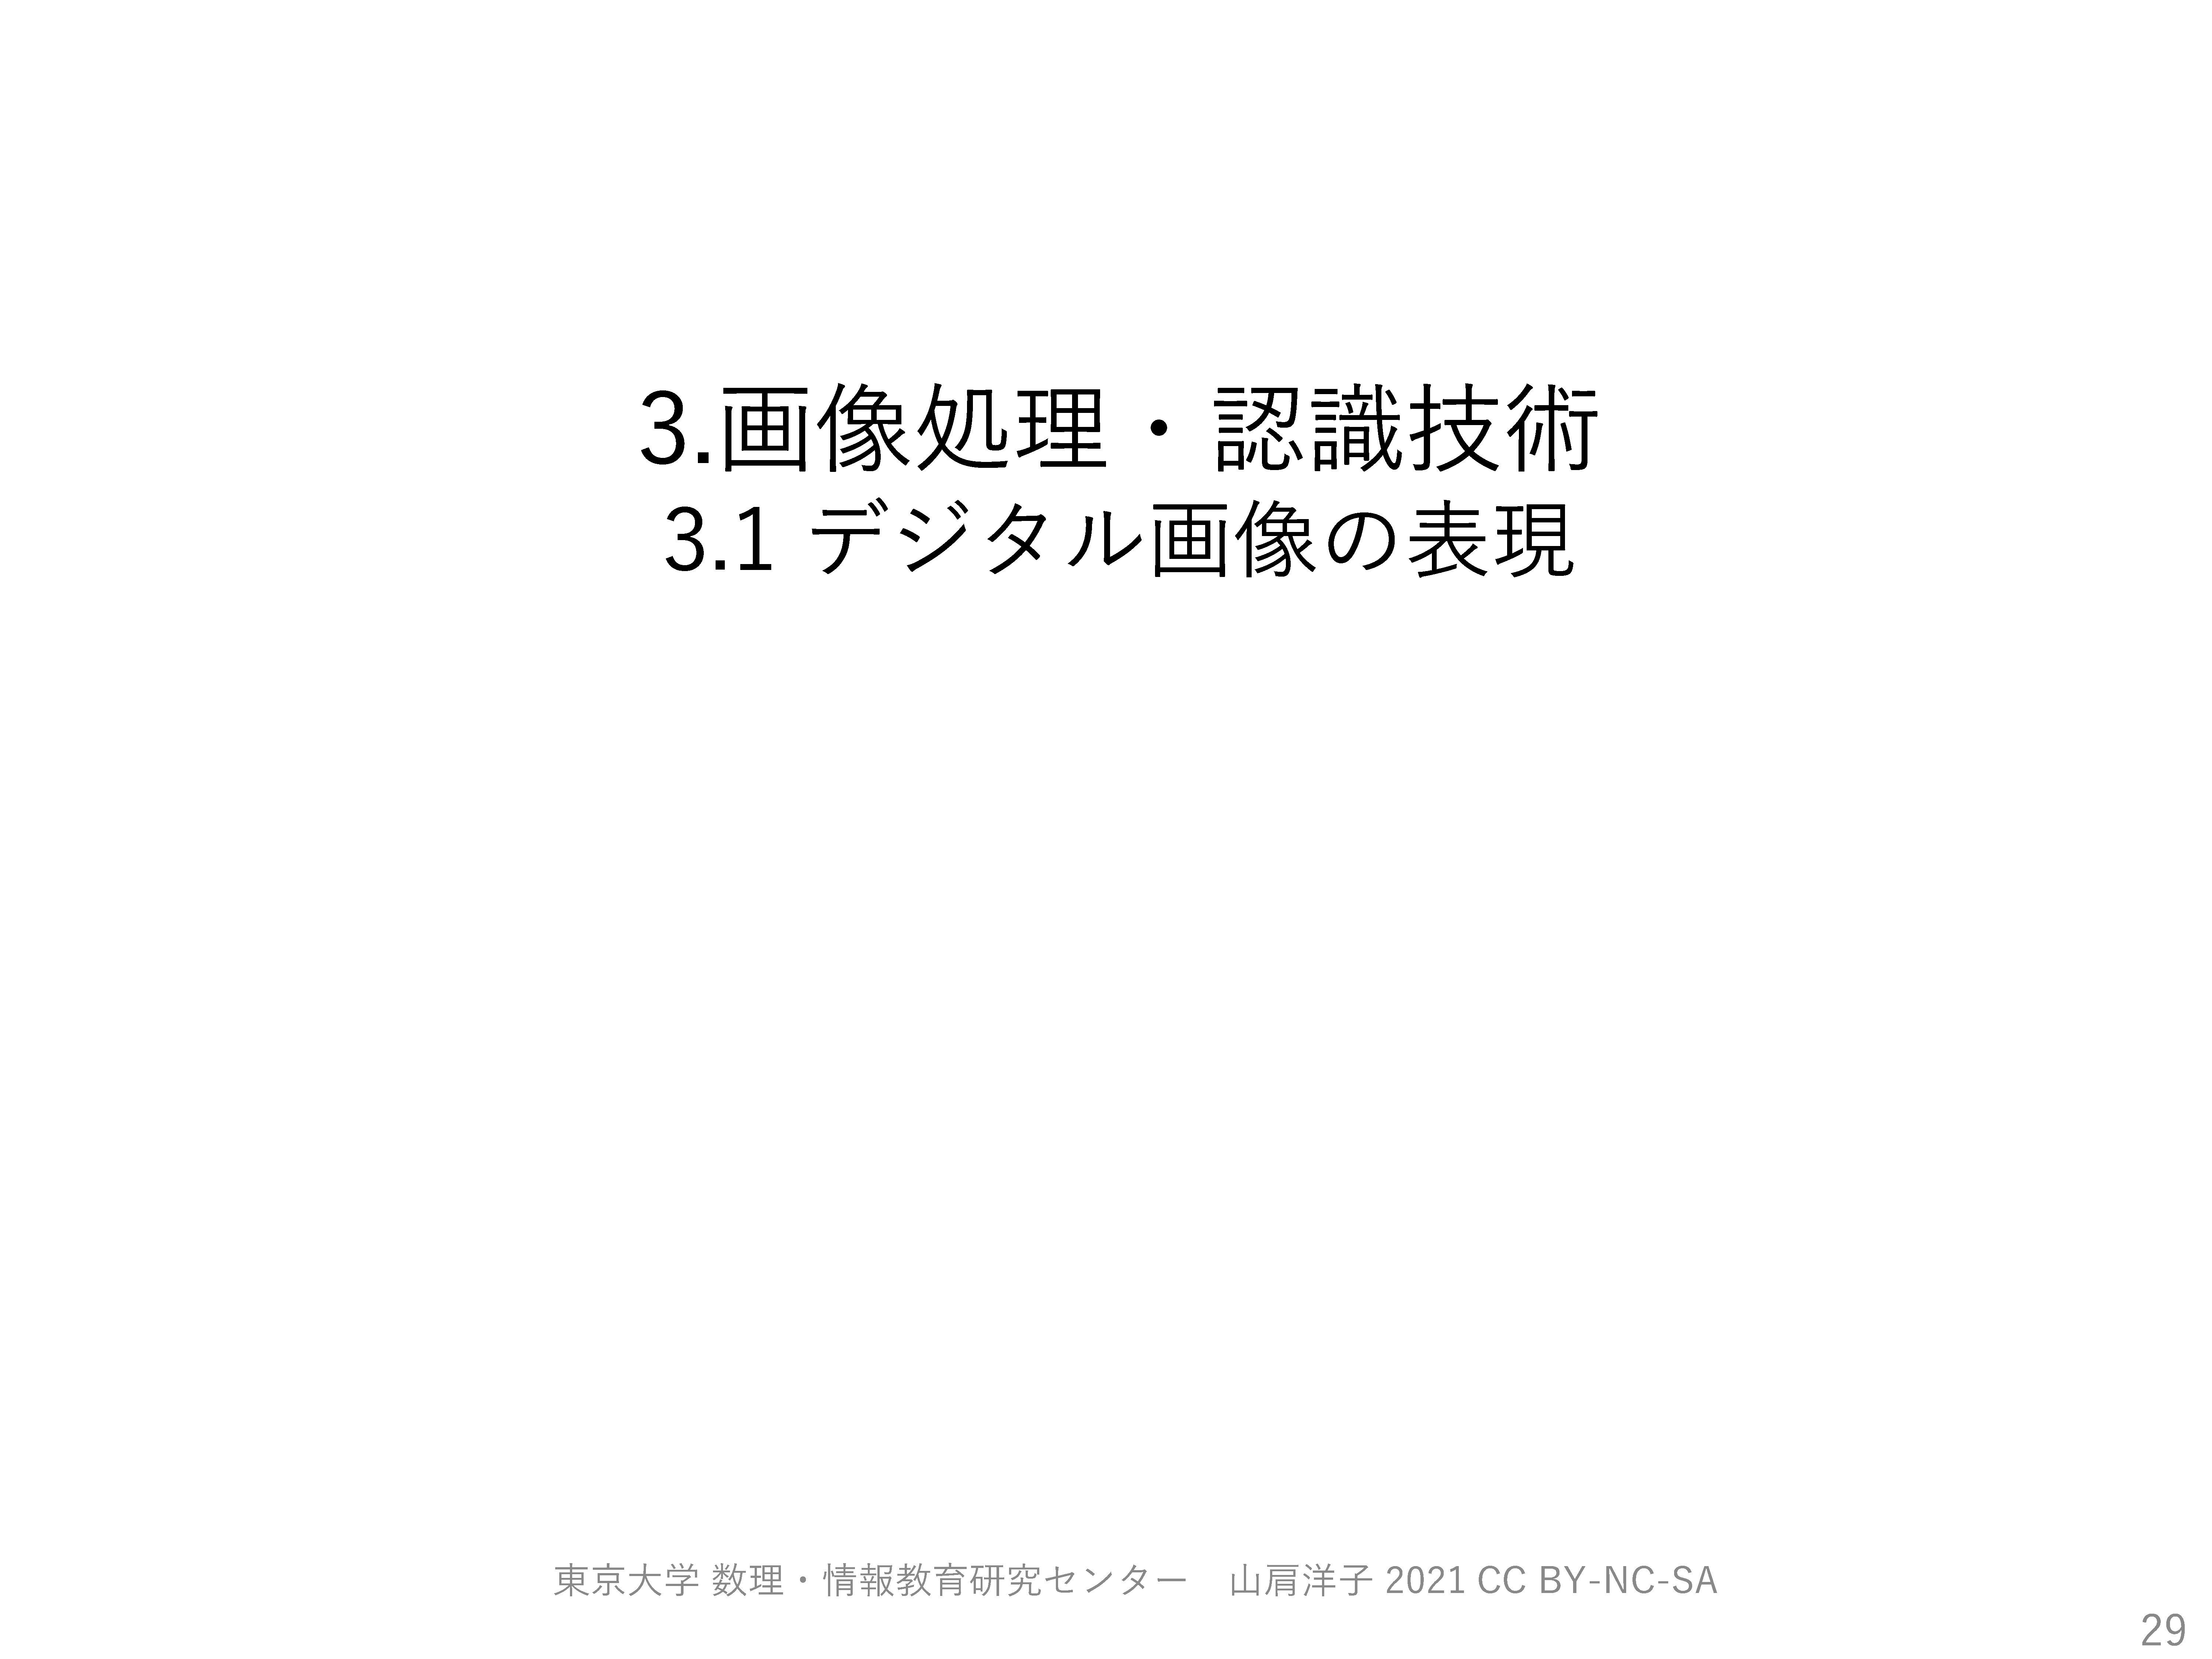 3.画像処理・認識技術
3.1 デジタル画像の表現
東京大学 数理・情報教育研究センター　山肩洋子 2021 CC BY-NC-SA
29